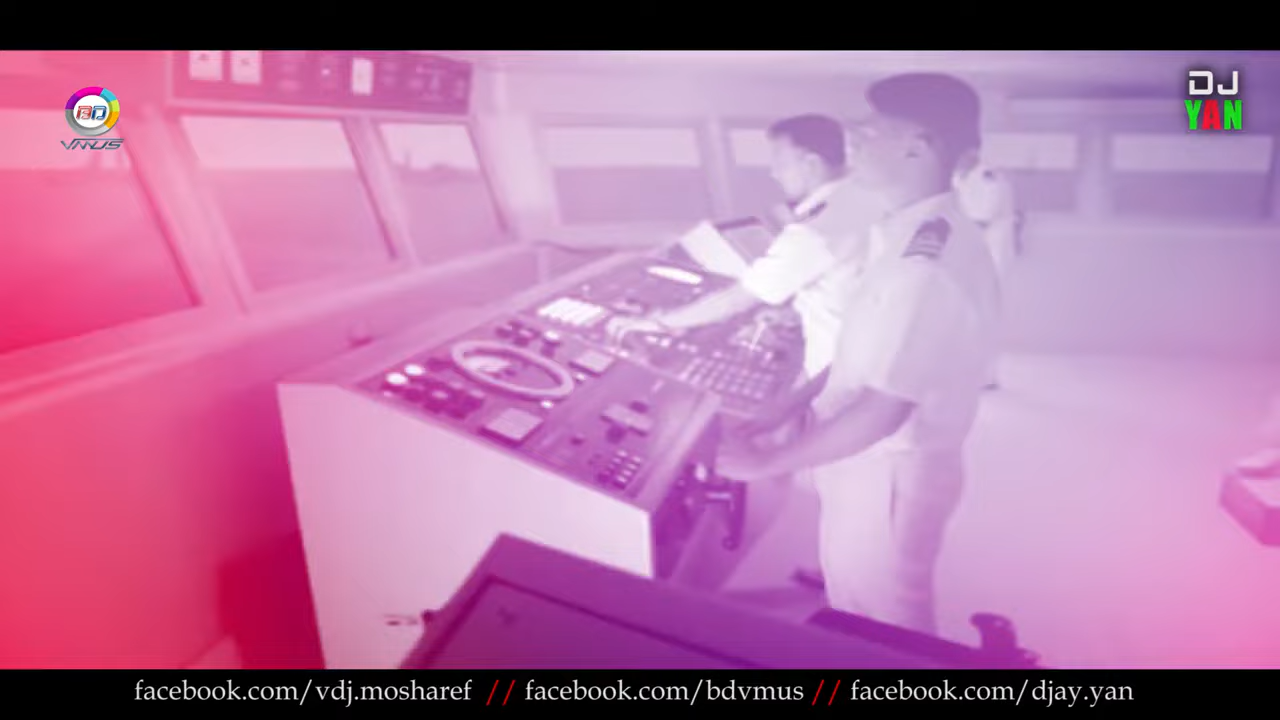 BD
VMUS
DJ
YAN
facebook.com/vdj.mosharef // facebook.com/bdvmus // facebook.com/djay.yan